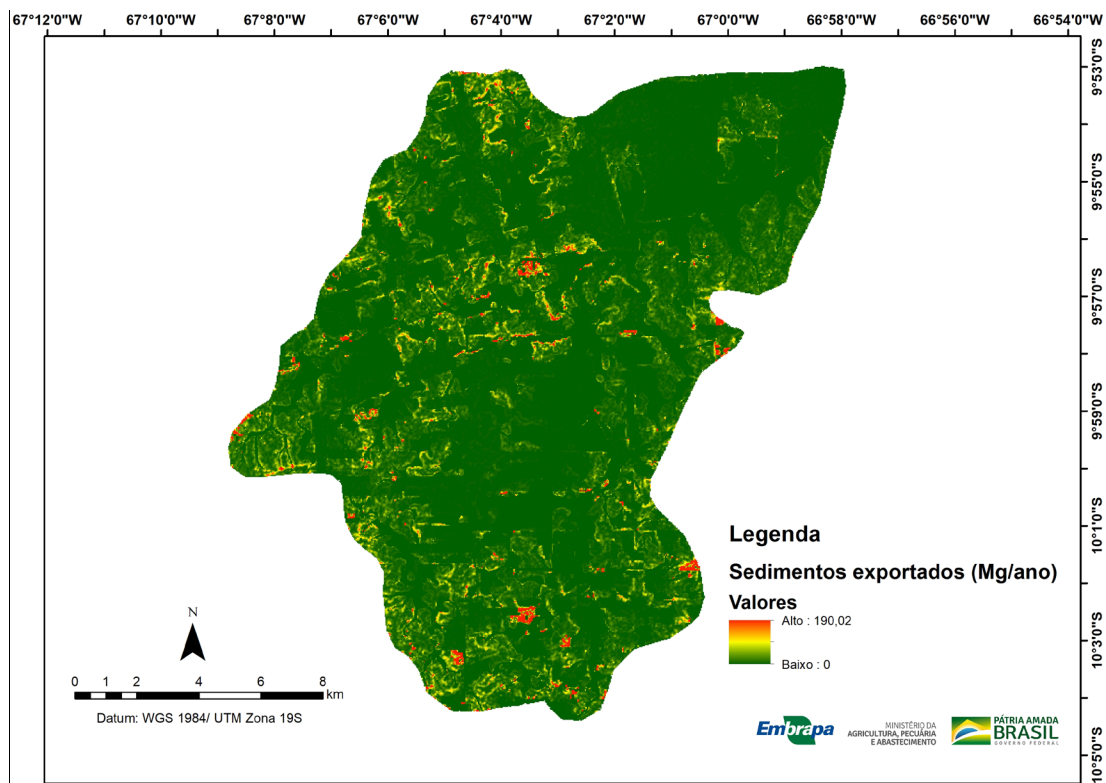 67°12'0"W 67°10'0"W 67°8'0"W 67°6'0"W 67°4'0"W 67°2'0"W 67°0'0"W 66°58'0"W 66°56'0"W 66°54'0"W
9°53'0"S
9°55'0"S
9°57'0"S
9°59'0"S
10°1'0"S
10°3'0"S
10°5'0"S
Legenda
Sedimentos exportados (Mg/ano)
Valores
Alto : 190,02
Baixo : 0
N
0 0 1 2 4 6 8
km
Datum: WGS 1984/ UTM Zona 19S
Embrapa
MINISTÉRIO DA
AGRICULTURA, PECUÁRIA
E ABASTECIMENTO
PÁTRIA AMADA
BRASIL
GOVERNO FEDERAL